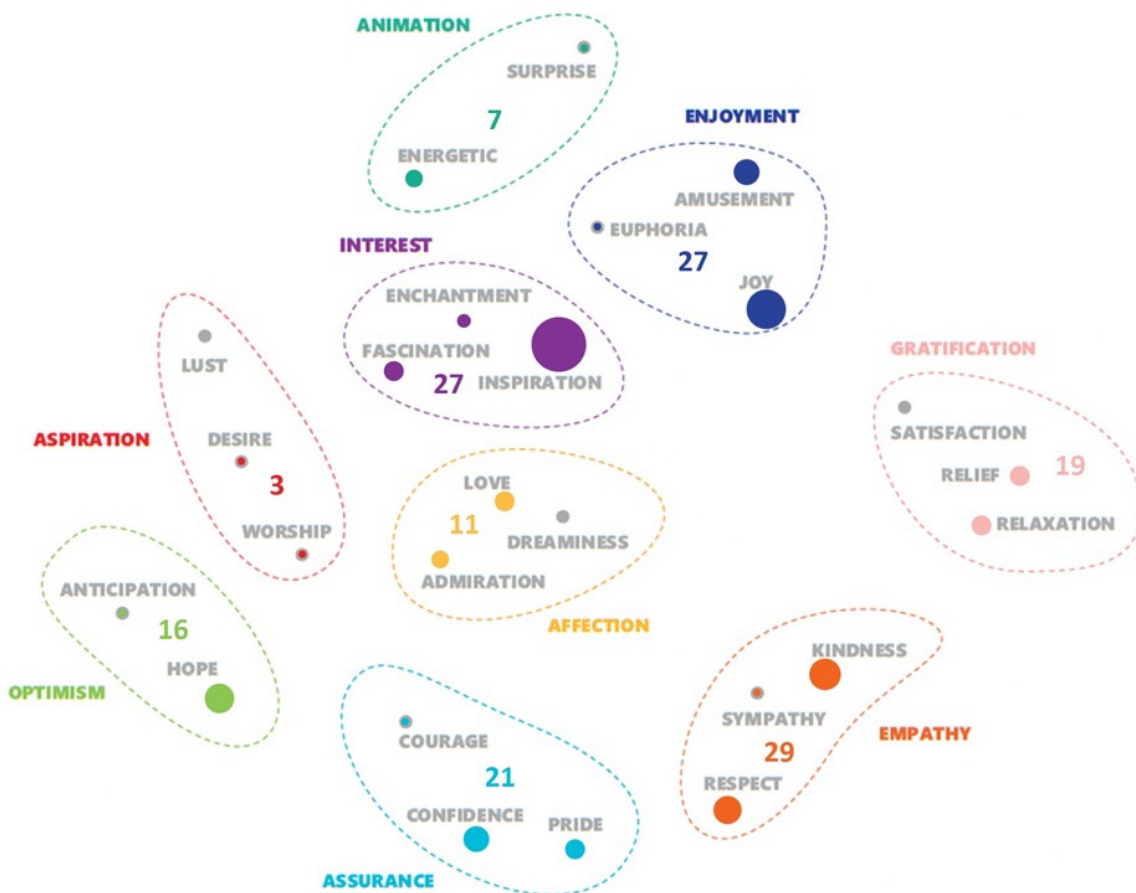 ANIMATION
SURPRISE
7
ENERGETIC
ENJOYMENT
AMUSEMENT
EUPHORIA
27
JOY
INTEREST
ENCHANTMENT
FASCINATION
27
INSPIRATION
LUST
ASPIRATION
DESIRE
3
WORSHIP
GRATIFICATION
SATISFACTION
RELIEF
19
RELAXATION
LOVE
11
DREAMINESS
ADMIRATION
AFFECTION
ANTICIPATION
16
HOPE
OPTIMISM
KINDNESS
SYMPATHY
EMPATHY
29
RESPECT
COURAGE
21
CONFIDENCE
PRIDE
ASSURANCE